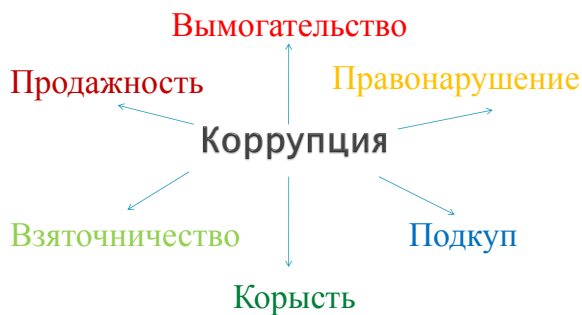 Вымогательство
Продажность
Правонарушение
Коррупция
Взяточничество
Подкуп
Корысть